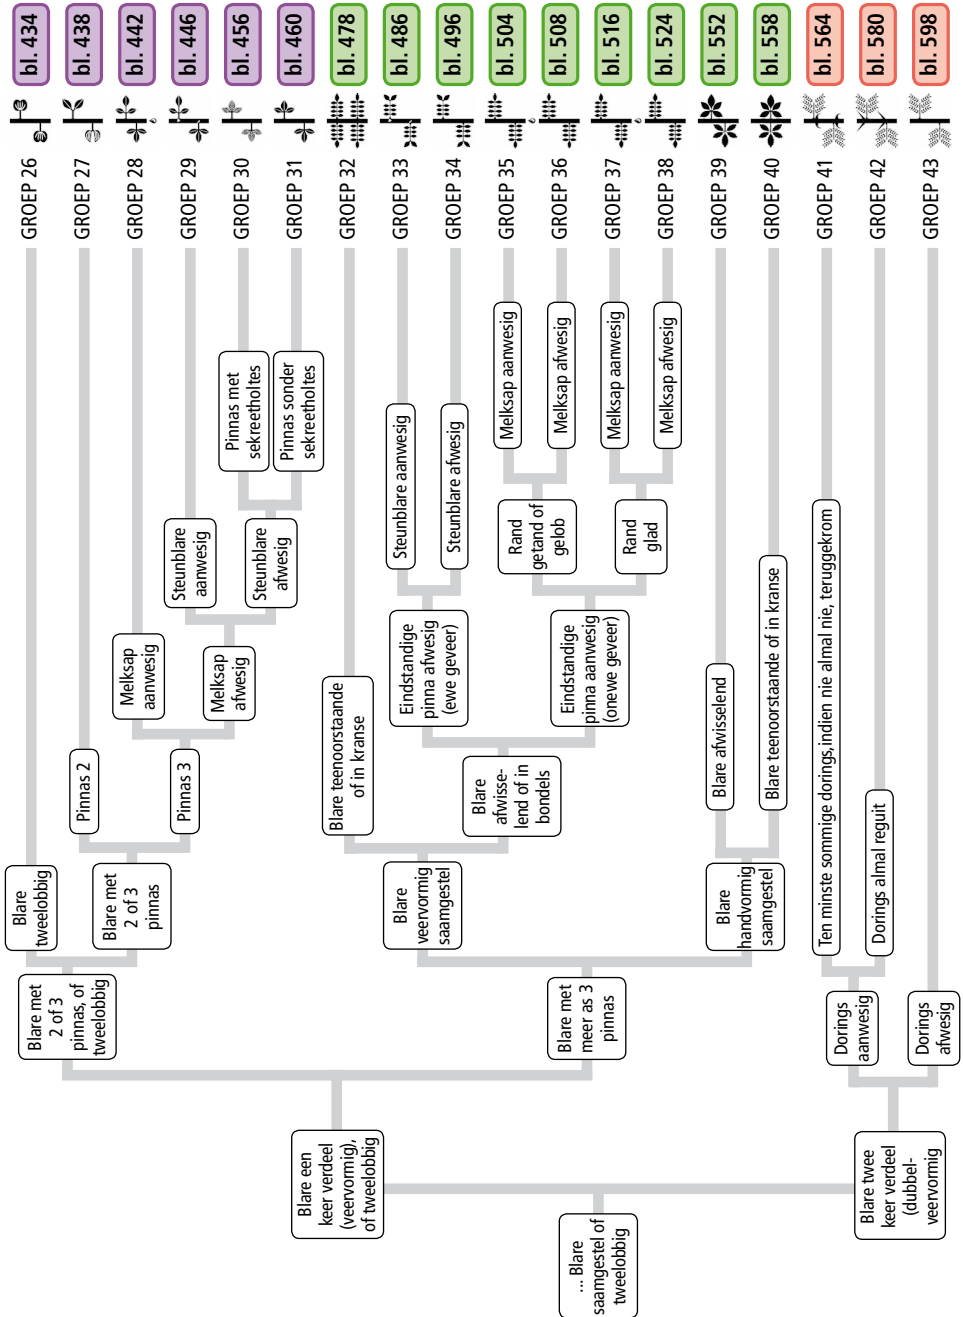 ... Blare
saamgestel of
tweelobbig
Blare een
keer verdeel
(veervormig),
of tweelobbig
Blare twee
keer verdeel
(dubbel-
veervormig
Blare met
2 of 3
pinnas, of
tweelobbig
Blare met
meer as 3
pinnas
Dorings
aanwesig
Dorings
afwesig
Blare
tweelobbig
Blare met
2 of 3
pinnas
Blare
veervormig
saamgestel
Blare
handvormig
saamgestel
Ten minste sommige dorings,indien nie almal nie, teruggekrom
Dorings almal reguit
Pinnas 2
Pinnas 3
Blare teenoorstaande
of in kranse
Blare
afwisse-
lend of in
bondels
Blare afwisselend
Blare teenoorstaande of in kranse
Melksap
aanwesig
Melksap
afwesig
Eindstandige
pinna afwesig
(ewe geveer)
Eindstandige
pinna aanwesig
(onewe geveer)
Steunblare
aanwesig
Steunblare
afwesig
Steunblare aanwesig
Steunblare afwesig
Rand
getand of
gelob
Rand
glad
Pinnas met
sekreetholtes
Pinnas sonder
sekreetholtes
Melksap aanwesig
Melksap afwesig
Melksap aanwesig
Melksap afwesig
GROEP 26 bl. 434
GROEP 27 bl. 438
GROEP 28 bl. 442
GROEP 29 bl. 446
GROEP 30 bl. 456
GROEP 31 bl. 460
GROEP 32 bl. 478
GROEP 33 bl. 486
GROEP 34 bl. 496
GROEP 35 bl. 504
GROEP 36 bl. 508
GROEP 37 bl. 516
GROEP 38 bl. 524
GROEP 39 bl. 552
GROEP 40 bl. 558
GROEP 41 bl. 564
GROEP 42 bl. 580
GROEP 43 bl. 598